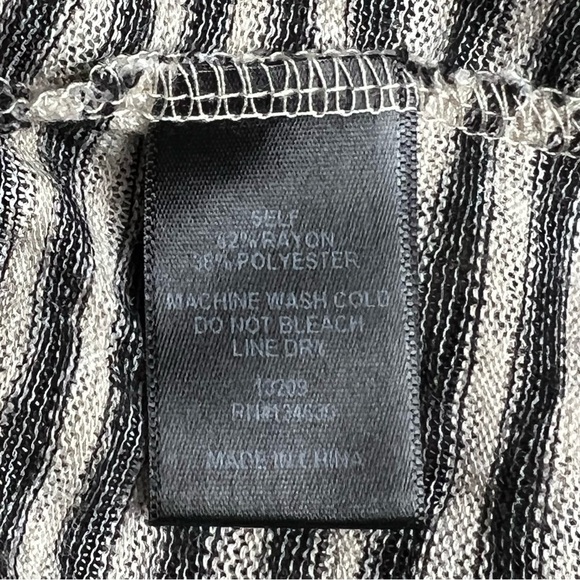 SELF
62% RAYON
38% POLYESTER
MACHINE WASH COLD
DO NOT BLEACH
LINE DRY
13209
MADE IN CHINA